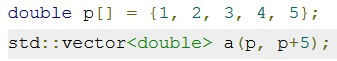 double p[] = {1, 2, 3, 4, 5};
std::vector<double> a(p, p+5);